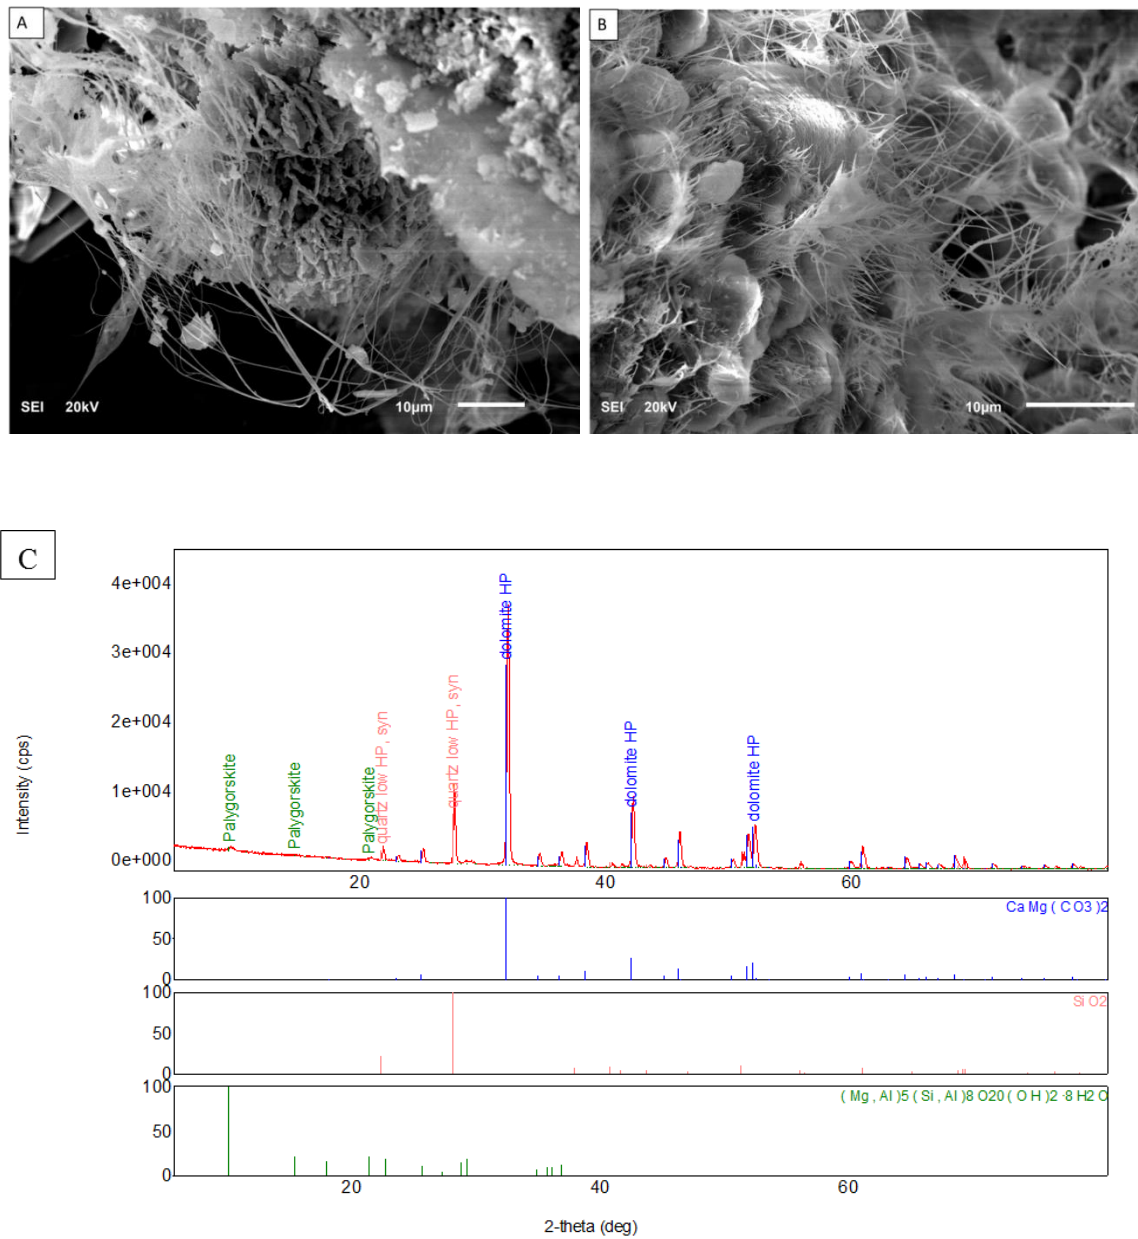 A
SEI 20kV 10µm
B
SEI 20kV 10µm
C
Intensity (cps)
4e+004
3e+004
2e+004
1e+004
0e+000
Palygorskite
Palygorskite
Palygorskite
quartz low HP, syn
quartz low HP, syn
dolomite HP
dolomite HP
dolomite HP
20 40 60
100
50
0
Ca Mg ( C O3 )2
100
50
0
Si O2
100
50
0
( Mg , Al )5 ( Si , Al )8 O20 ( O H )2 ·8 H2 O
20 40 60
2-theta (deg)